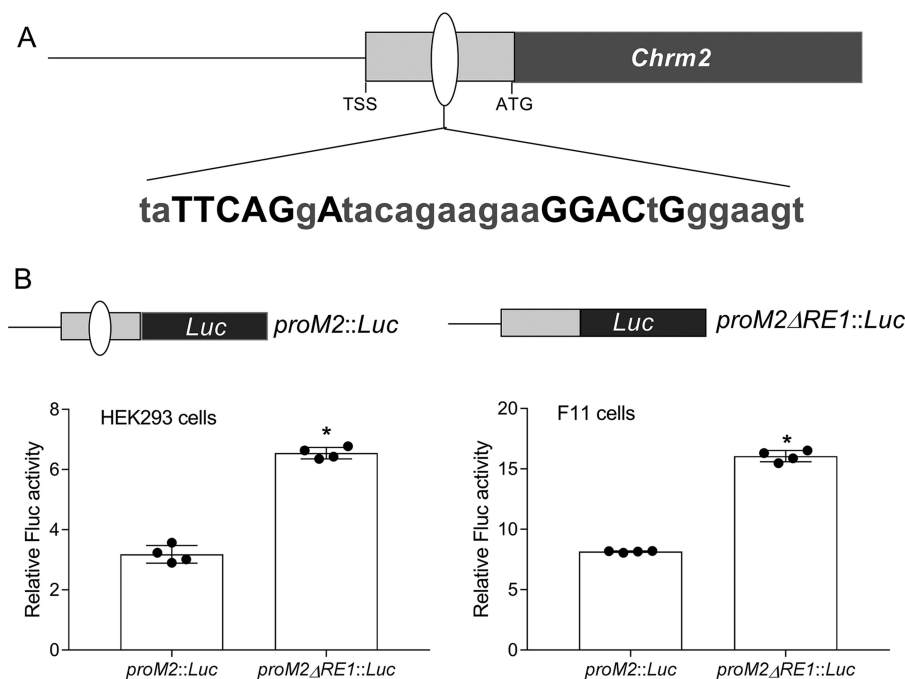 A
Chrm2
TSS
ATG
taTTCAGgAtacagaagaaGGACtGggaagt
B
Luc
proM2::Luc
Luc
proM2ΔRE1::Luc
HEK293 cells
Relative Fluc activity
8
6
4
2
0
*
proM2::Luc
proM2ΔRE1::Luc
F11 cells
Relative Fluc activity
20
15
10
5
0
*
proM2::Luc
proM2ΔRE1::Luc